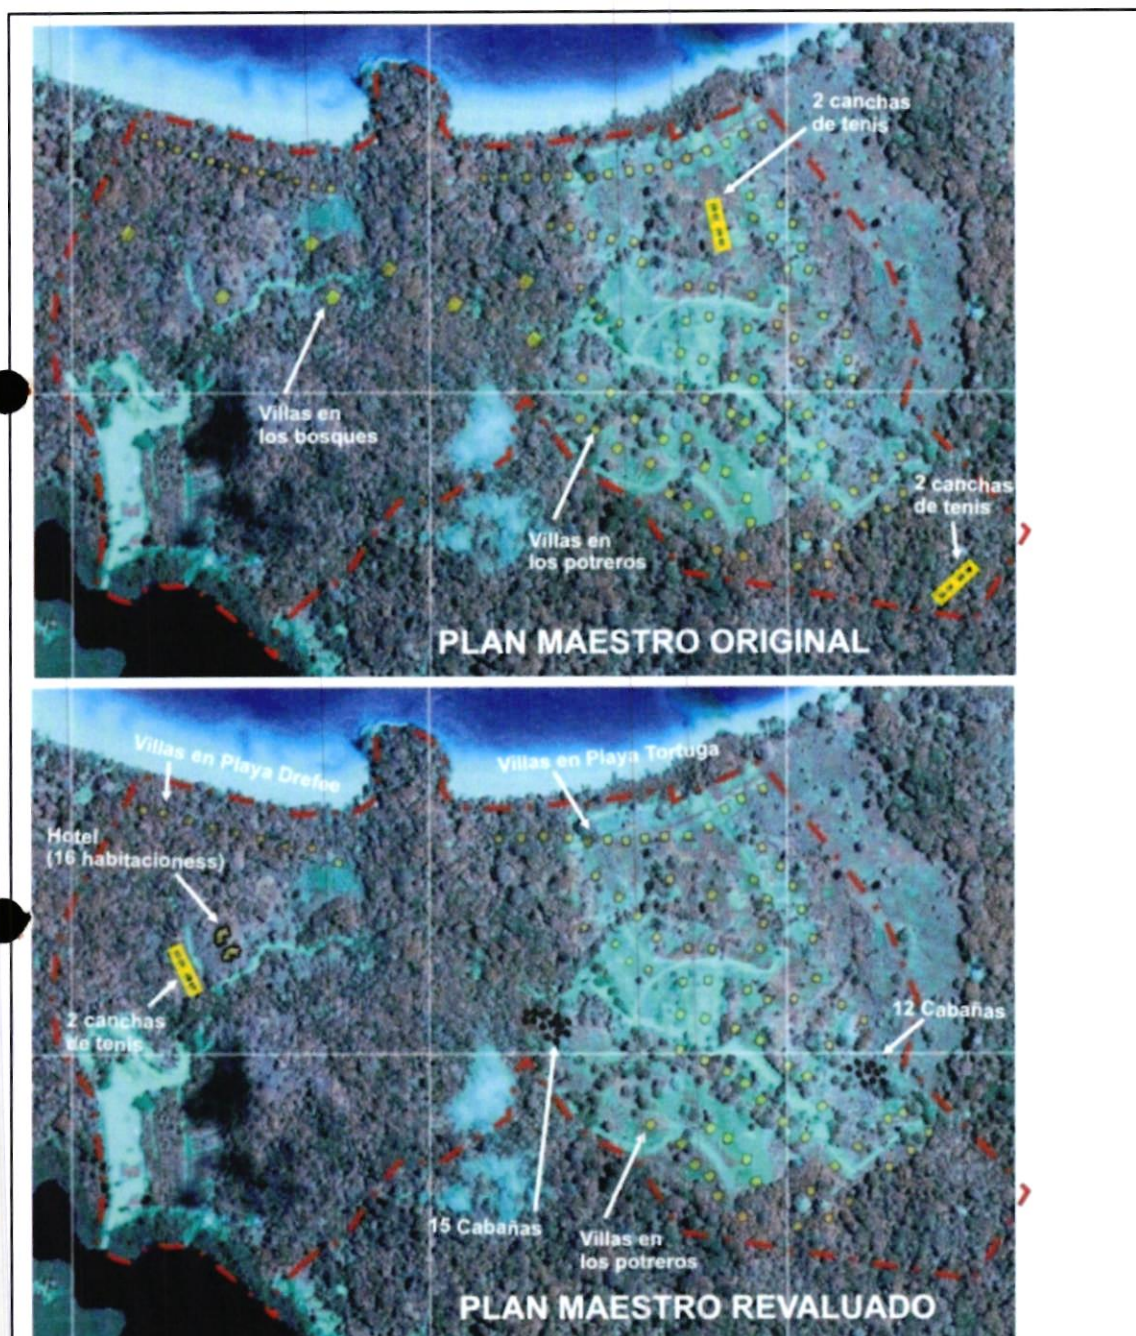 2 canchas
de tenis
Villas en
los bosques
2 canchas
de tenis
Villas en
los potreros
PLAN MAESTRO ORIGINAL
Villas en Playa Drefee
Villas en Playa Tortuga
Hotel
(16 habitacioness)
2 canchas
de tenis
12 Cabañas
15 Cabañas
Villas en
los potreros
PLAN MAESTRO REVALUADO